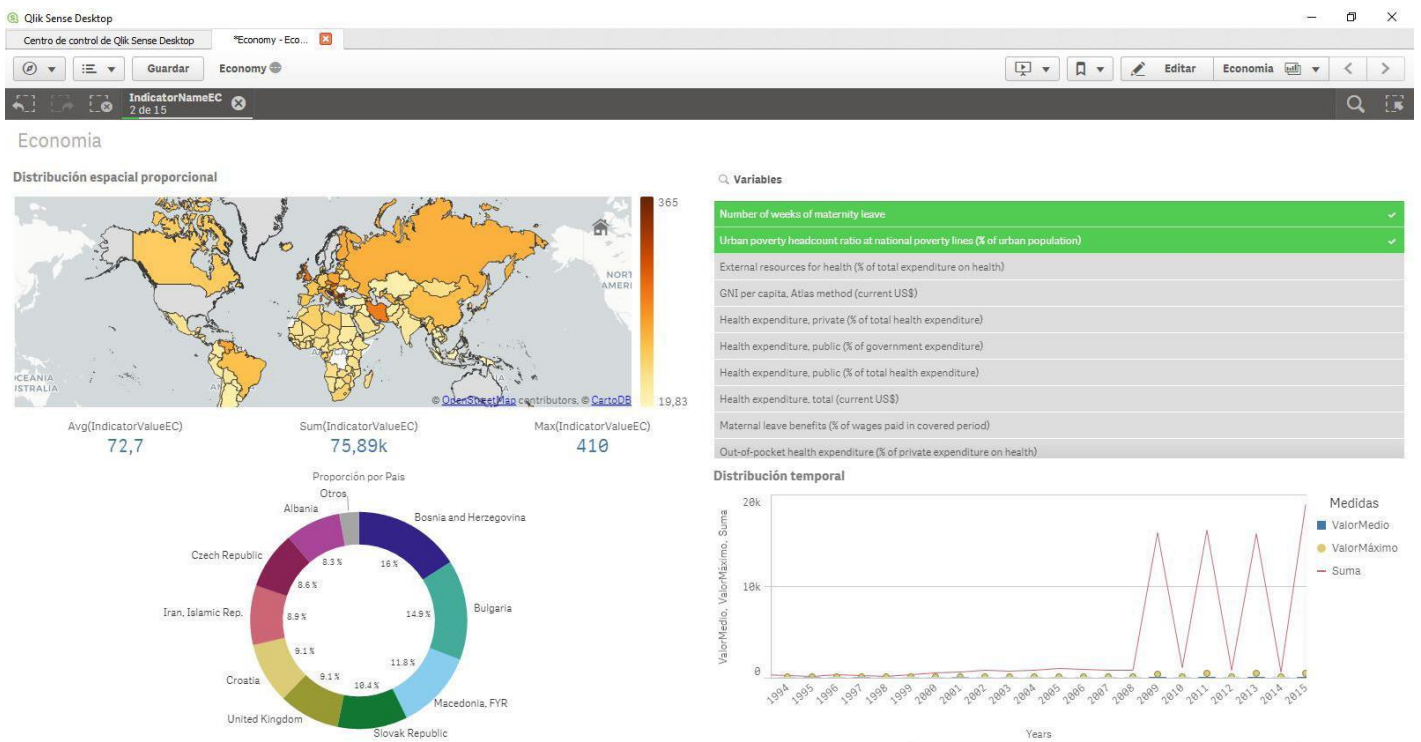 Qlik Sense Desktop
Centro de control de Qlik Sense Desktop
*Economy - Eco...
Guardar
Economy
Editar
Economia
IndicatorNameEC
2 de 15
Economia
Distribución espacial proporcional
365
NORT
AMERI
CEANIA
ISTRALIA
© OpenStreetMap contributors, © CartoDB
19,83
Avg(IndicatorValueEC)
72,7
Sum(IndicatorValueEC)
75,89k
Max(IndicatorValueEC)
410
Variables
Number of weeks of maternity leave
Urban poverty headcount ratio at national poverty lines (% of urban population)
External resources for health (% of total expenditure on health)
GNI per capita, Atlas method (current US$)
Health expenditure, private (% of total health expenditure)
Health expenditure, public (% of government expenditure)
Health expenditure, public (% of total health expenditure)
Health expenditure, total (current US$)
Maternal leave benefits (% of wages paid in covered period)
Out-of-pocket health expenditure (% of private expenditure on health)
Proporción por Pais
Otros
Albania
Bosnia and Herzegovina
Czech Republic
8.3 %
16 %
8.6 %
Iran, Islamic Rep.
8.9 %
14.9 %
Bulgaria
9.1 %
11.8 %
Croatia
9.1 %
10.4 %
Macedonia, FYR
United Kingdom
Slovak Republic
Distribución temporal
ValorMedio, ValorMáximo, Suma
20k
10k
0
1994 1995 1996 1997 1998 1999 2000 2001 2002 2003 2004 2005 2006 2007 2008 2009 2010 2011 2012 2013 2014 2015
Years
Medidas
ValorMedio
ValorMáximo
Suma